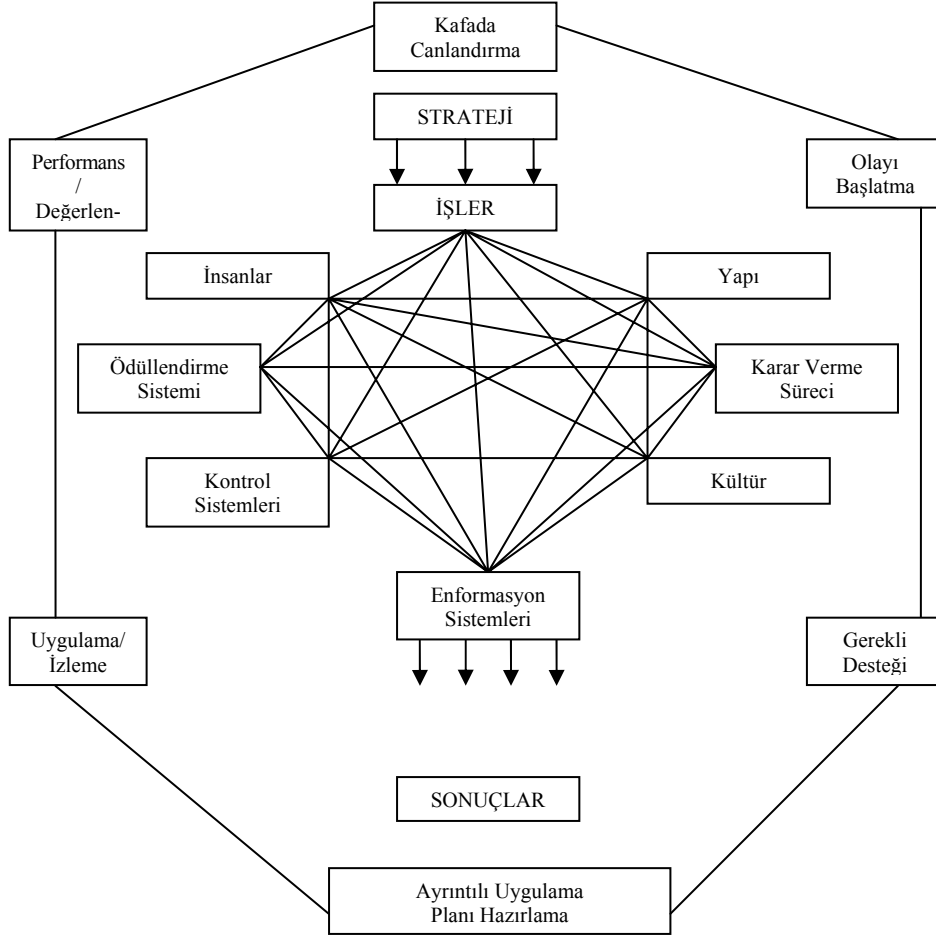 Kafada
Canlandırma
STRATEJİ
Performans
/
Değerlen-
Olayı
Başlatma
İŞLER
İnsanlar
Yapı
Ödüllendirme
Sistemi
Karar Verme
Süreci
Kontrol
Sistemleri
Kültür
Enformasyon
Sistemleri
Uygulama/
İzleme
Gerekli
Desteği
SONUÇLAR
Ayrıntılı Uygulama
Planı Hazırlama